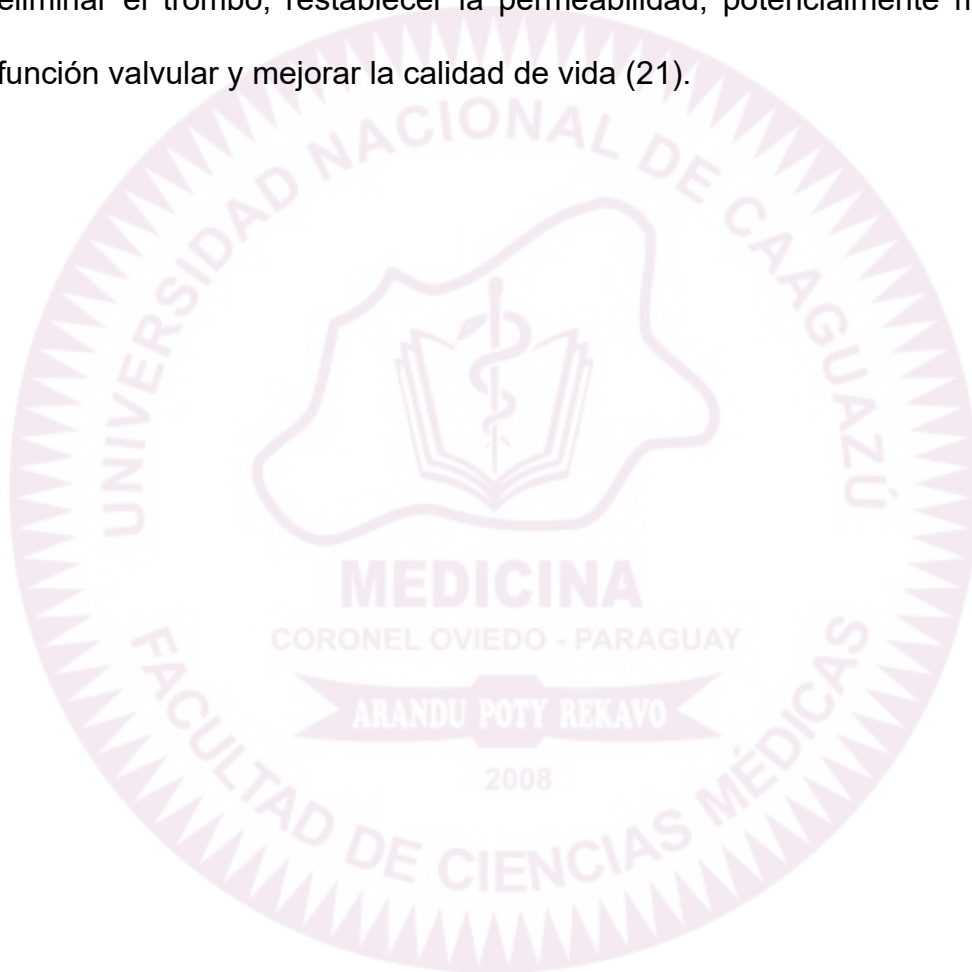 eliminar el trombo, restablecer la permeabilidad, potencialmente
función valvular y mejorar la calidad de vida (21).
UNIVERSIDAD NACIONAL DE CAAGUAZÚ
MEDICINA
CORONEL OVIEDO - PARAGUAY
ARANDU POTY REKAVO
2008
FACULTAD DE CIENCIAS MÉDICAS